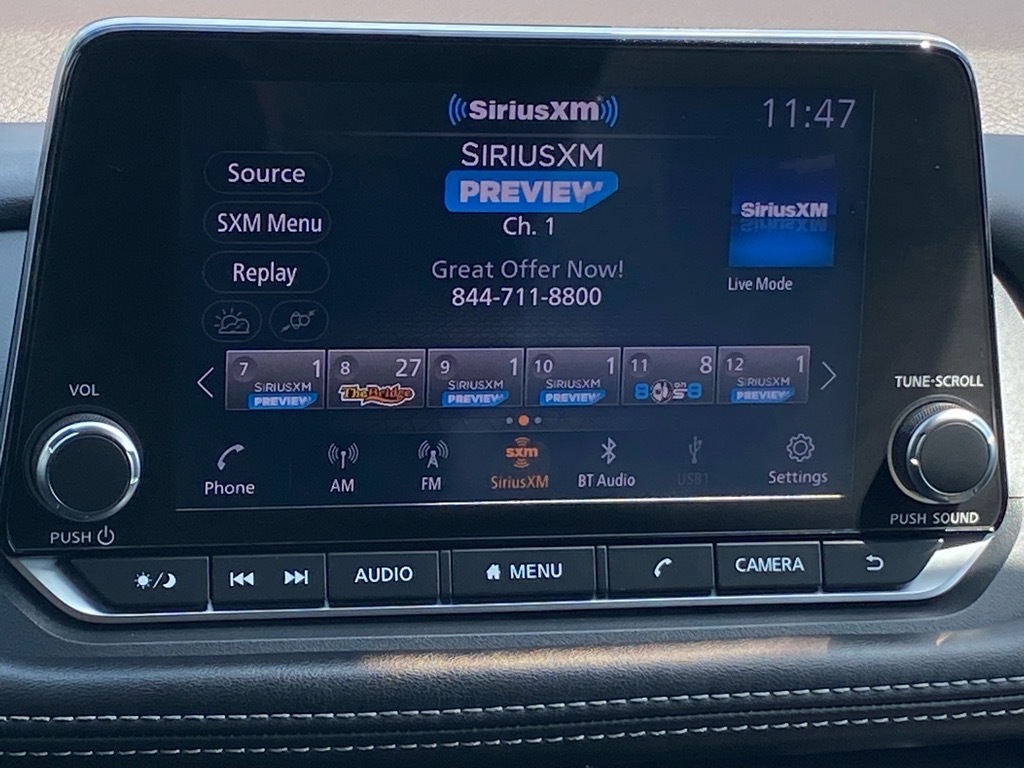 SiriusXM
11:47
Source
SXM Menu
Replay
SIRIUSXM
PREVIEW
Ch. 1
Great Offer Now!
844-711-8800
SiriusXM
Live Mode
7 1 SIRIUSXM PREVIEW
8 27 The Bridge
9 1 SIRIUSXM PREVIEW
10 1 SIRIUSXM PREVIEW
11 8 80s on 8
12 1 SIRIUSXM PREVIEW
Phone
AM
FM
sxm
SiriusXM
BT Audio
USB1
Settings
VOL
PUSH
TUNE•SCROLL
PUSH SOUND
AUDIO
MENU
CAMERA